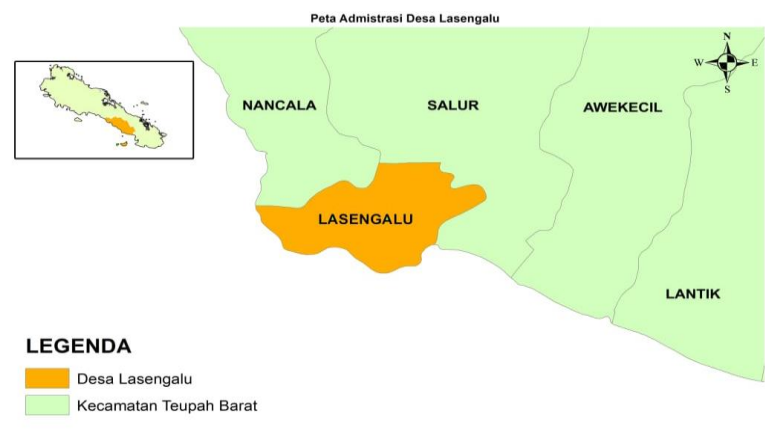 Peta Admistrasi Desa Lasengalu
N
W E
S
NANCALA
SALUR
AWEKECIL
LASENGALU
LANTIK
LEGENDA
Desa Lasengalu
Kecamatan Teupah Barat